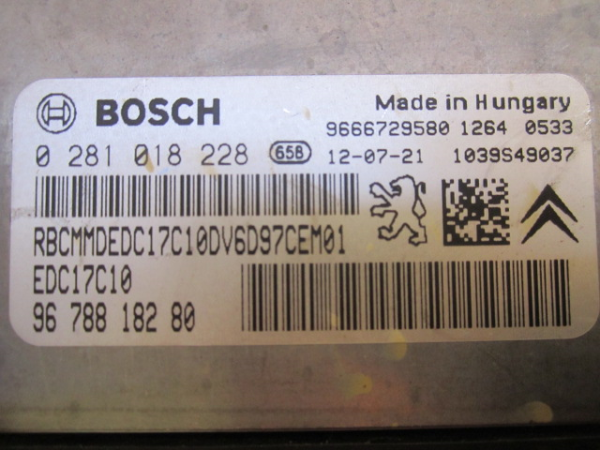 BOSCH
Made in Hungary
9666729580 1264 0533
0 281 018 228 658 12-07-21 1039S49037
RBCMMDEDC17C10DV6D97CEM01
EDC17C10
96 788 182 80